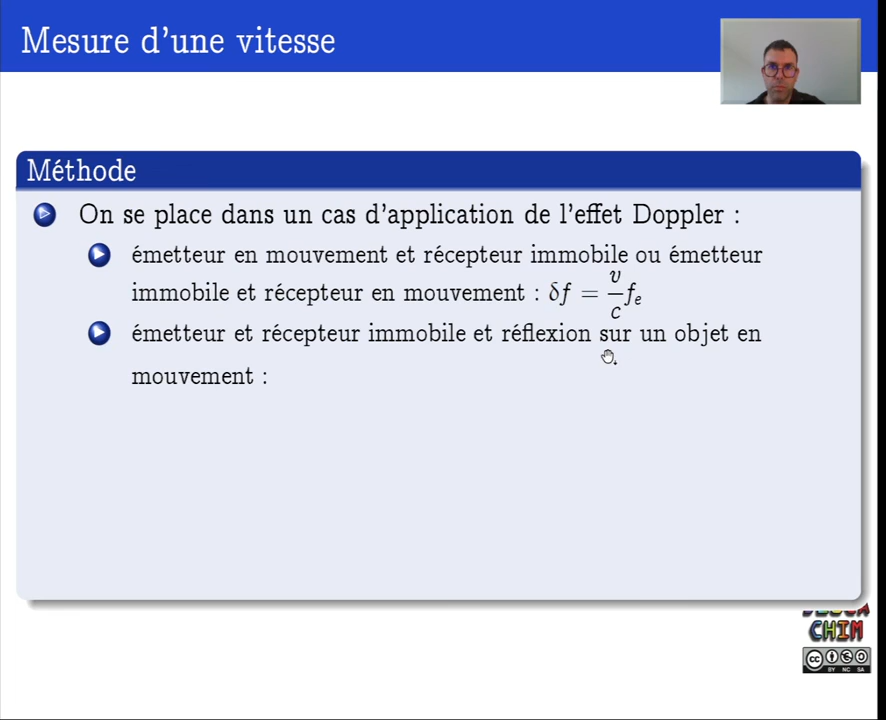 Mesure d'une vitesse
Méthode
On se place dans un cas d'application de l'effet Doppler :
émetteur en mouvement et récepteur immobile ou émetteur
immobile et récepteur en mouvement : δf = v/c fₑ
émetteur et récepteur immobile et réflexion sur un objet en
mouvement :
CHIM
CC BY NC SA